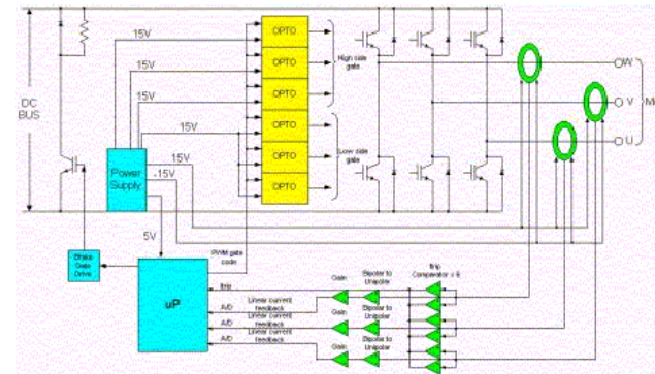 OPTO
15V
OPTO
15V
High side
gate
W
15V
OPTO
DC
BUS
V
M
15V
OPTO
Low side
gate
U
OPTO
Power
Supply
15V
-15V
OPTO
5V
PWM gate
code
Brake
Gate
Drive
uP
trip
Trip
Comparator x 6
Gain
Bipolar to
Unipolar
Linear current
feedback
A/D
Gain
Bipolar to
Unipolar
A/D
Linear current
feedback
Gain
Bipolar to
Unipolar
A/D
Linear current
feedback